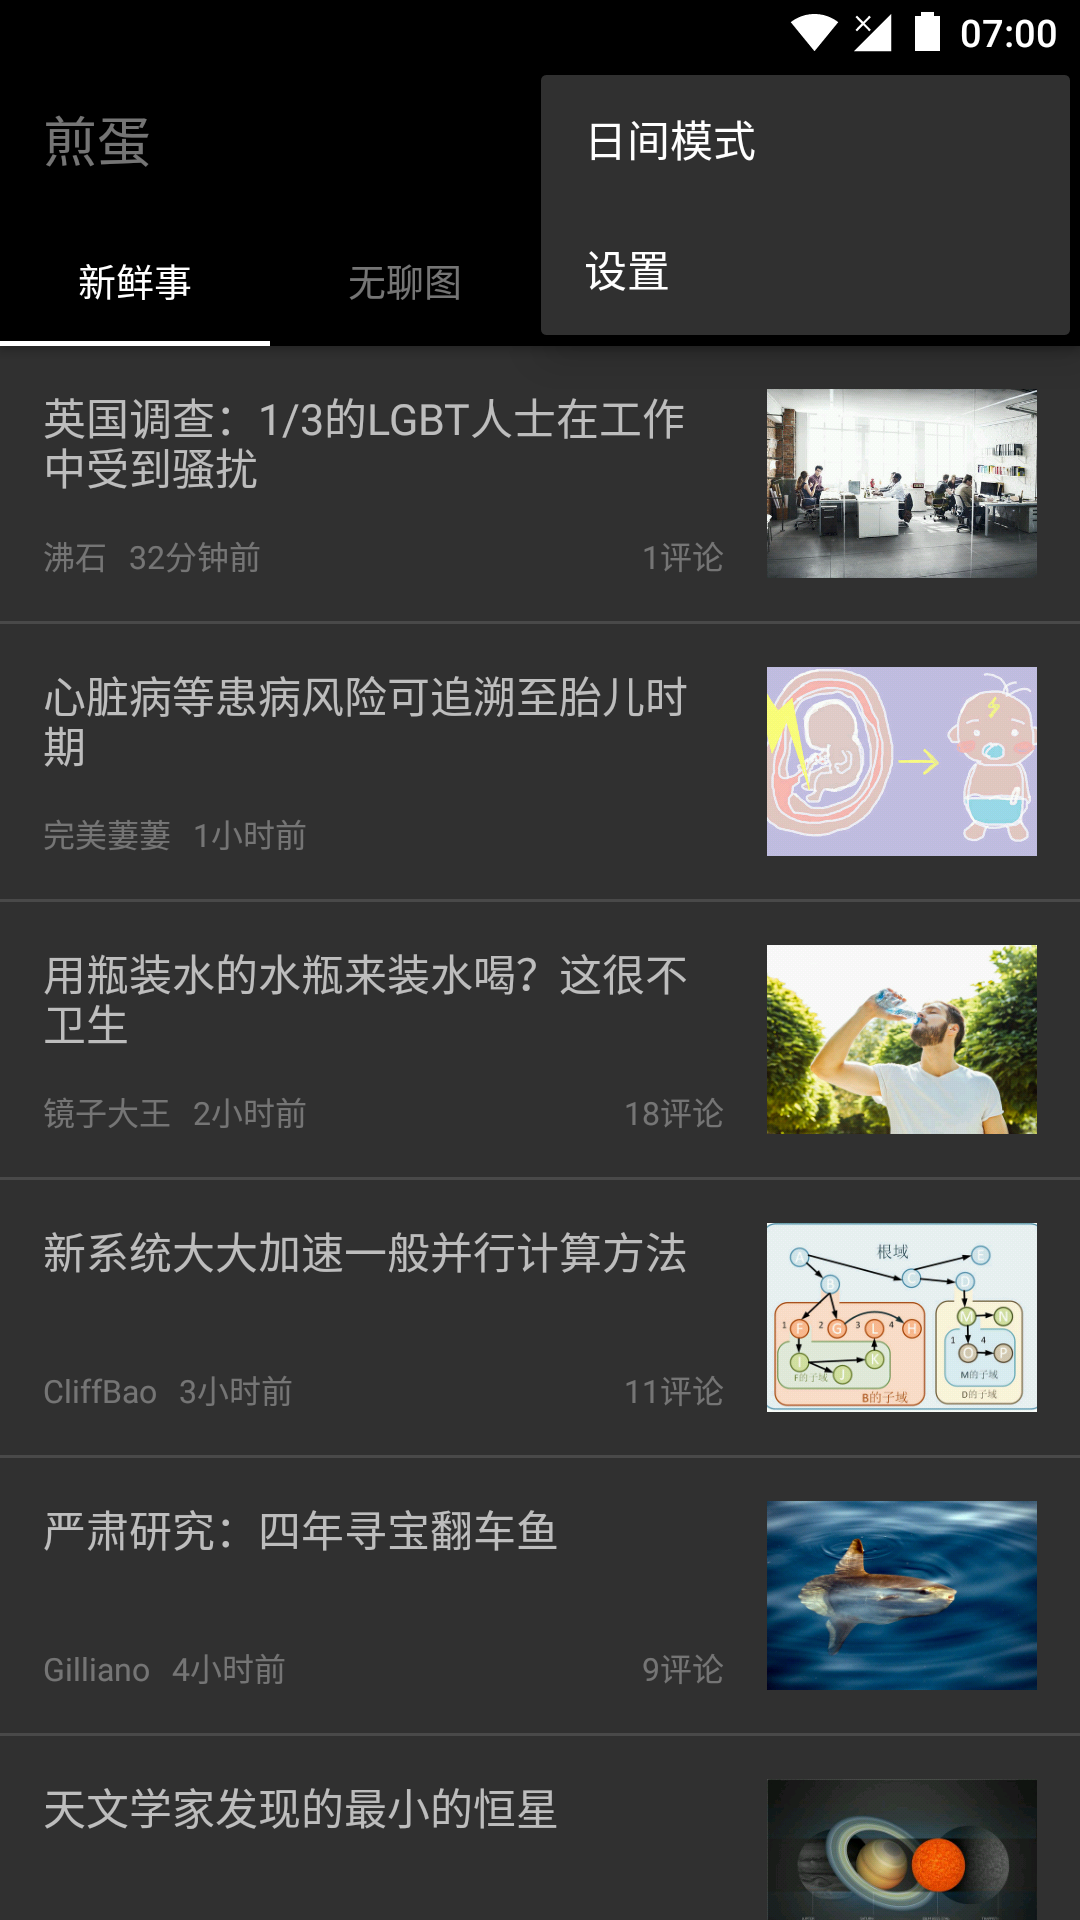 07:00
煎蛋
日间模式
设置
新鲜事
无聊图
英国调查：1/3的LGBT人士在工作
中受到骚扰
沸石 32分钟前
1评论
心脏病等患病风险可追溯至胎儿时
期
完美萋萋 1小时前
用瓶装水的水瓶来装水喝？这很不
卫生
镜子大王 2小时前
18评论
新系统大大加速一般并行计算方法
CliffBao 3小时前
11评论
根域
A
E
B
C
D
1 F
2 G
3 L
4 H
M
N
I
K
J
1
4
O
P
F的子域
B的子域
M的子域
D的子域
严肃研究：四年寻宝翻车鱼
Gilliano 4小时前
9评论
天文学家发现的最小的恒星